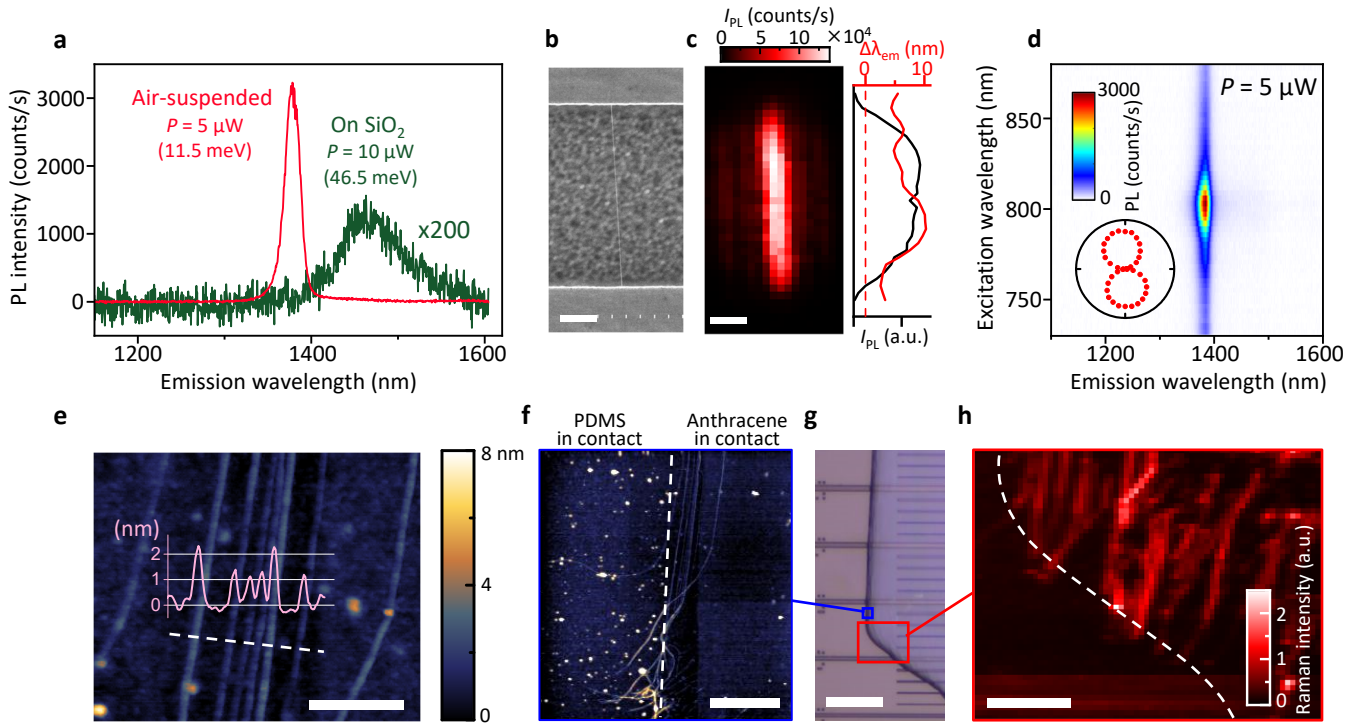 a
PL intensity (counts/s)
3000
2000
1000
0
Air-suspended
P = 5 μW
(11.5 meV)
On SiO₂
P = 10 μW
(46.5 meV)
x200
1200
1400
1600
Emission wavelength (nm)
b
c
I_PL (counts/s)
0 5 10 ×10⁴
Δλ_em (nm)
0 10
I_PL (a.u.)
d
Excitation wavelength (nm)
850
800
750
P = 5 μW
3000
0
PL (counts/s)
1200 1400 1600
Emission wavelength (nm)
e
(nm)
2
1
0
8 nm
4
0
f
PDMS
in contact
Anthracene
in contact
g
h
Raman intensity (a.u.)
2
1
0